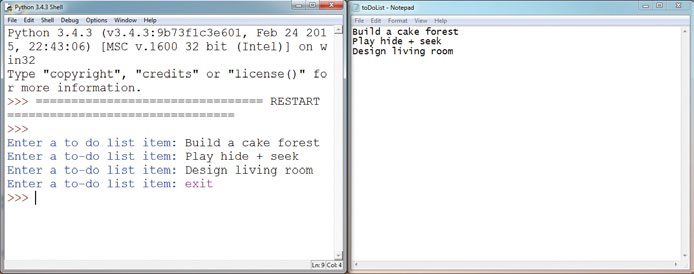 Python 3.4.3 Shell
File Edit Shell Debug Options Window Help
Python 3.4.3 (v3.4.3:9b73f1c3e601, Feb 24 201
5, 22:43:06) [MSC v.1600 32 bit (Intel)] on w
in32
Type "copyright", "credits" or "license()" fo
r more information.
>>> ================================ RESTART
================================
>>>
Enter a to do list item: Build a cake forest
Enter a to-do list item: Play hide + seek
Enter a to-do list item: Design living room
Enter a to-do list item: exit
>>>
Ln: 9 Col: 4
toDoList - Notepad
File Edit Format View Help
Build a cake forest
Play hide + seek
Design living room